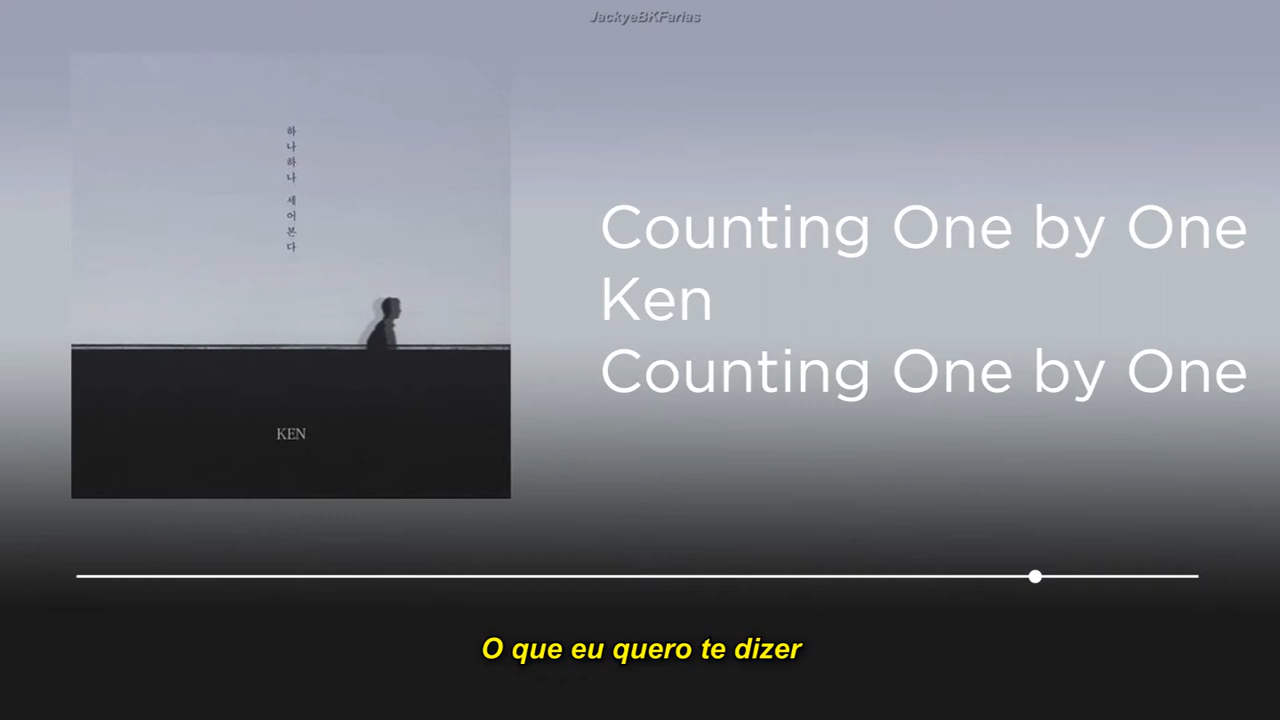 JackyeBKFarias
하나하나 세어본다
KEN
Counting One by One
Ken
Counting One by One
O que eu quero te dizer